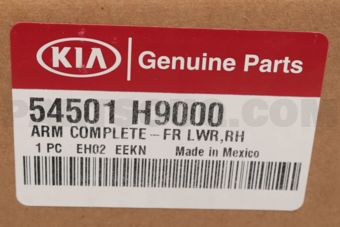 KIA
Genuine Parts
54501 H9000
ARM COMPLETE-FR LWR,RH
1 PC EH02 EEKN Made in Mexico